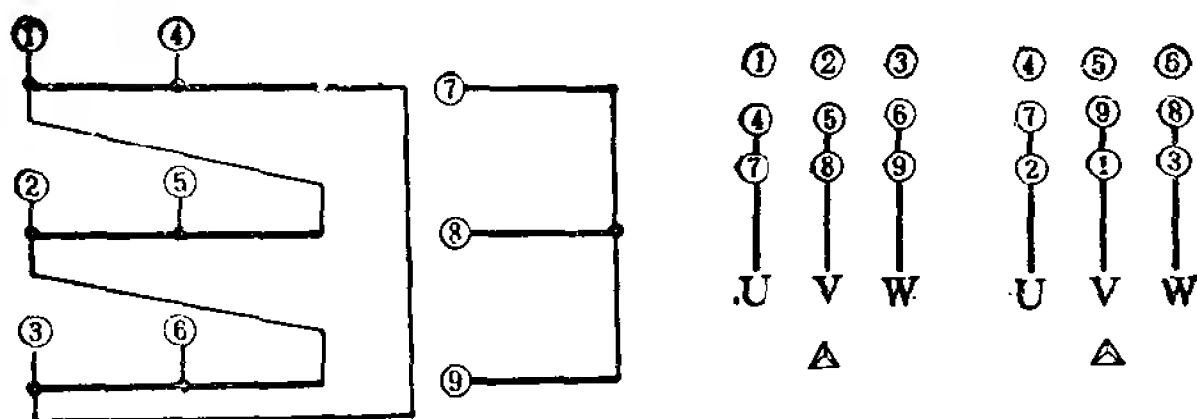 ① ④
⑦
② ⑤
⑧
③ ⑥
⑨
① ② ③
④ ⑤ ⑥
⑦ ⑧ ⑨
U V W
④ ⑤ ⑥
⑦ ⑨ ⑧
② ① ③
U V W